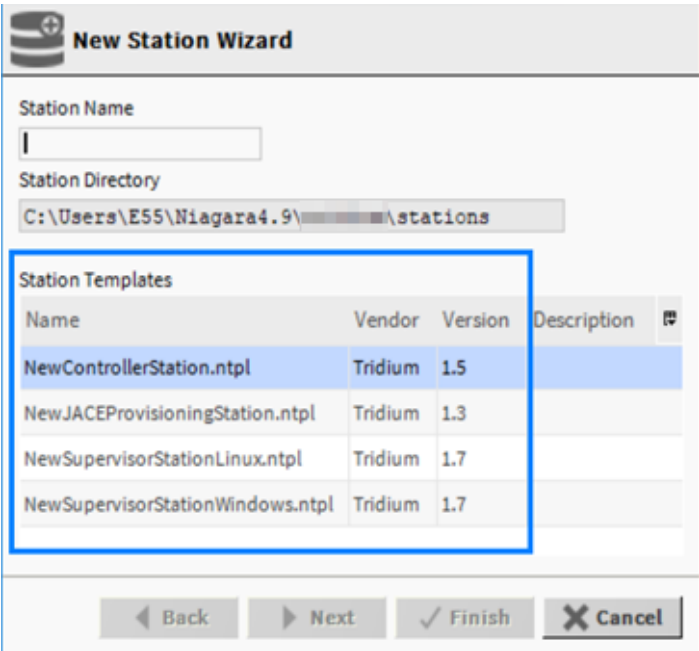 New Station Wizard
Station Name
Station Directory
C:\Users\E55\Niagara4.9\ \stations
Station Templates
Name Vendor Version Description
NewControllerStation.ntpl Tridium 1.5
NewJACEProvisioningStation.ntpl Tridium 1.3
NewSupervisorStationLinux.ntpl Tridium 1.7
NewSupervisorStationWindows.ntpl Tridium 1.7
Back Next Finish Cancel